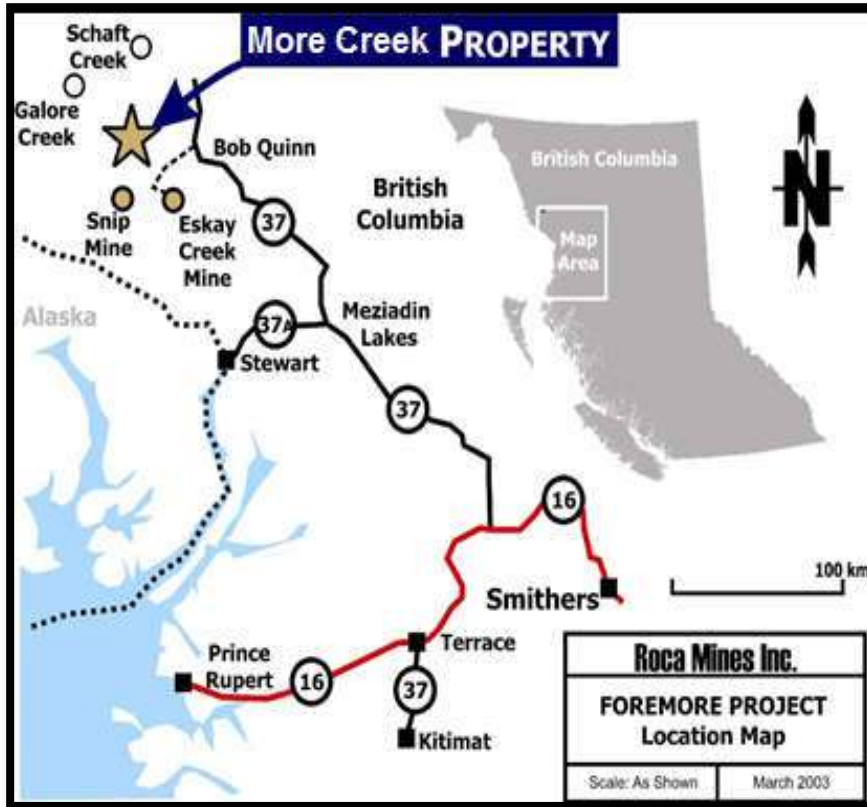 More Creek PROPERTY
Schaft
Creek
Galore
Creek
Bob Quinn
Snip
Mine
Eskay
Creek
Mine
37
British
Columbia
British Columbia
Map
Area
N
Alaska
37A
Stewart
Meziadin
Lakes
37
16
100 km
Smithers
Terrace
Prince
Rupert
16
37
Kitimat
Roca Mines Inc.
FOREMORE PROJECT
Location Map
Scale: As Shown
March 2003